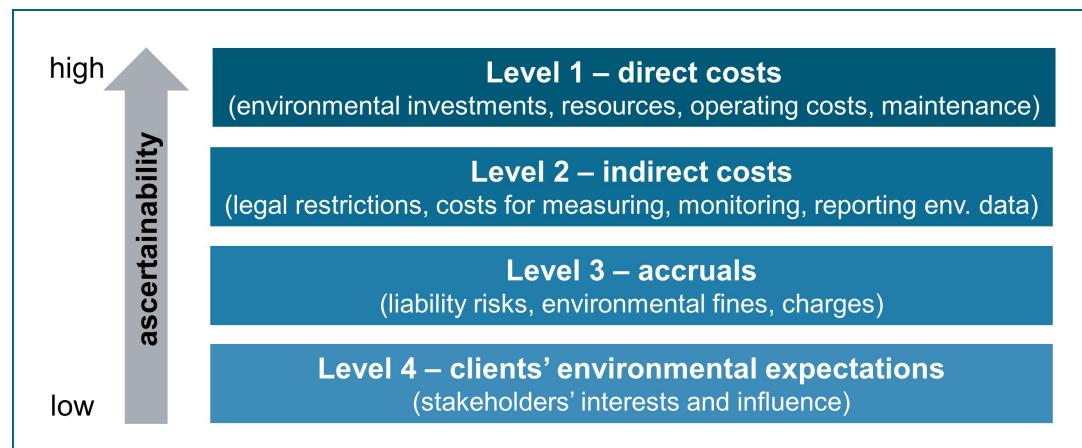 high
ascertainability
low
Level 1 – direct costs
(environmental investments, resources, operating costs, maintenance)
Level 2 – indirect costs
(legal restrictions, costs for measuring, monitoring, reporting env. data)
Level 3 – accruals
(liability risks, environmental fines, charges)
Level 4 – clients’ environmental expectations
(stakeholders’ interests and influence)